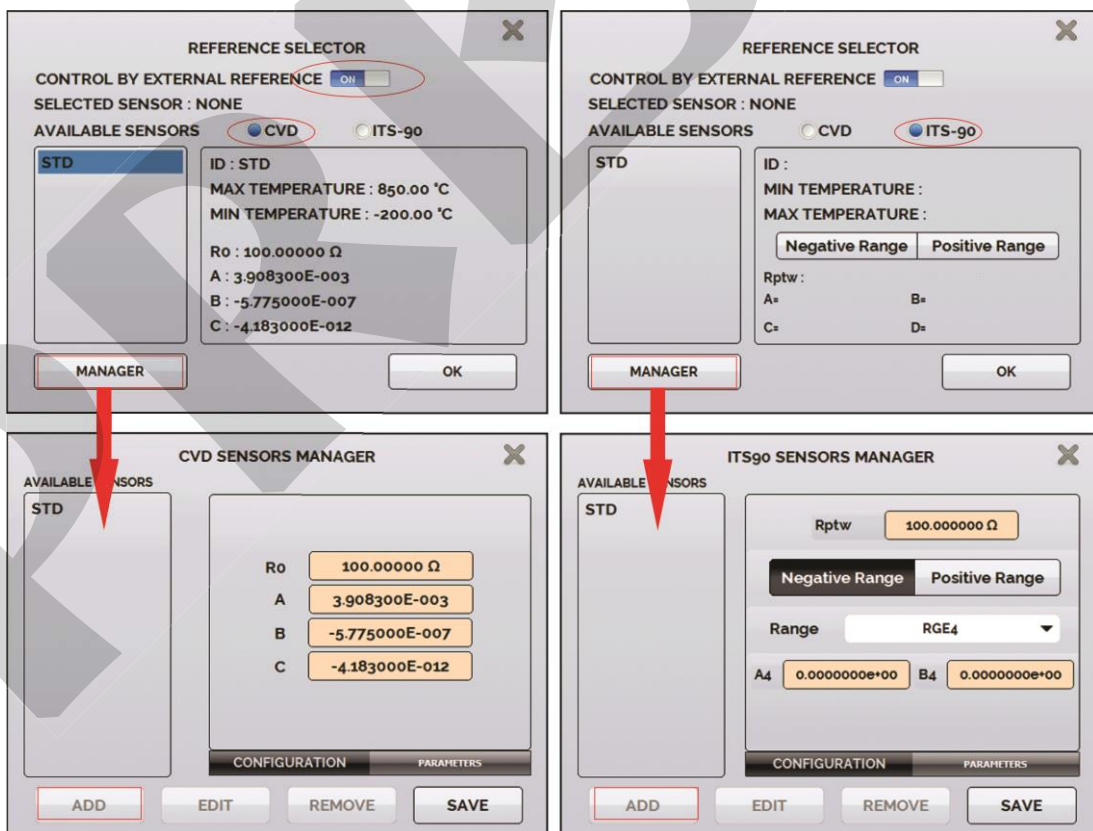 REFERENCE SELECTOR
CONTROL BY EXTERNAL REFERENCE ON
SELECTED SENSOR : NONE
AVAILABLE SENSORS CVD ITS-90
STD
ID : STD
MAX TEMPERATURE : 850.00 °C
MIN TEMPERATURE : -200.00 °C
R0 : 100.00000 Ω
A : 3.908300E-003
B : -5.775000E-007
C : -4.183000E-012
MANAGER OK
REFERENCE SELECTOR
CONTROL BY EXTERNAL REFERENCE ON
SELECTED SENSOR : NONE
AVAILABLE SENSORS CVD ITS-90
STD
ID :
MIN TEMPERATURE :
MAX TEMPERATURE :
Negative Range Positive Range
Rptw :
A= B=
C= D=
MANAGER OK
CVD SENSORS MANAGER
AVAILABLE SENSORS
STD
R0 100.00000 Ω
A 3.908300E-003
B -5.775000E-007
C -4.183000E-012
CONFIGURATION PARAMETERS
ADD EDIT REMOVE SAVE
ITS90 SENSORS MANAGER
AVAILABLE SENSORS
STD
Rptw 100.000000 Ω
Negative Range Positive Range
Range RGE4
A4 0.0000000e+00 B4 0.0000000e+00
CONFIGURATION PARAMETERS
ADD EDIT REMOVE SAVE